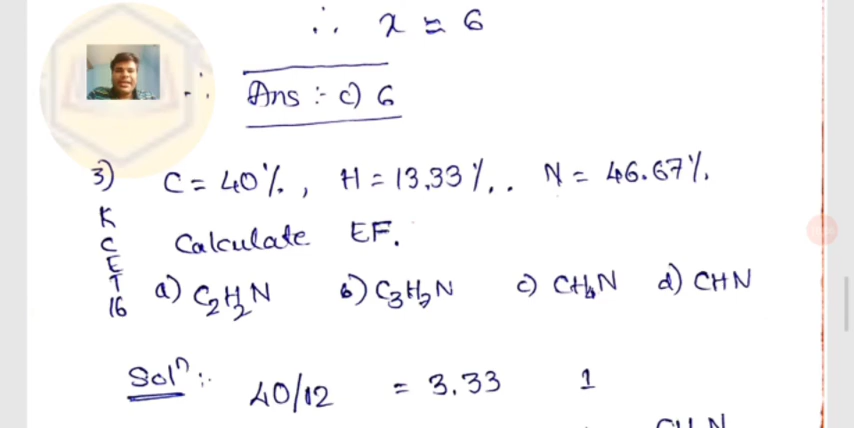 ∴ x = 6
∴ Ans :- c) 6
3) C = 40%, H = 13.33%.. N = 46.67%.
KCET16
Calculate EF.
a) C₂H₂N b) C₃H₇N c) CH₄N d) CHN
Solⁿ:- 40/12 = 3.33 1